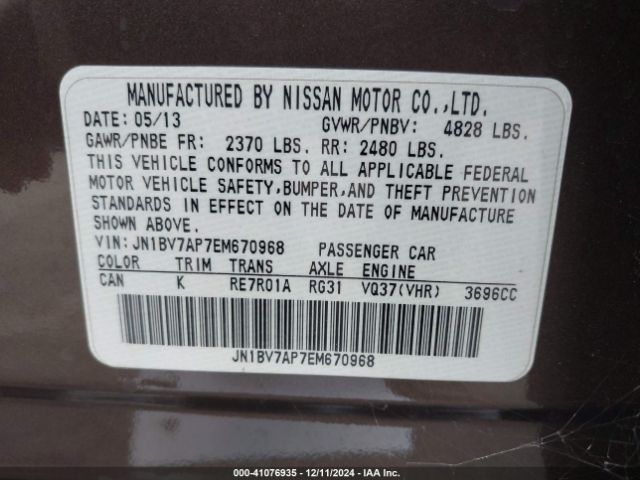 MANUFACTURED BY NISSAN MOTOR CO.,LTD.
DATE: 05/13 GVWR/PNBV: 4828 LBS.
GAWR/PNBE FR: 2370 LBS. RR: 2480 LBS.
THIS VEHICLE CONFORMS TO ALL APPLICABLE FEDERAL
MOTOR VEHICLE SAFETY,BUMPER,AND THEFT PREVENTION
STANDARDS IN EFFECT ON THE DATE OF MANUFACTURE
SHOWN ABOVE.
VIN:JN1BV7AP7EM670968 PASSENGER CAR
COLOR TRIM TRANS AXLE ENGINE
CAN K RE7R01A RG31 VQ37(VHR) 3696CC
JN1BV7AP7EM670968
000-41076935 - 12/11/2024 - IAA Inc.